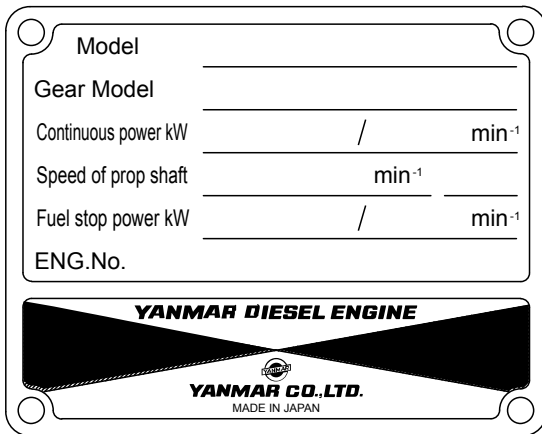 Model
Gear Model
Continuous power kW / min-1
Speed of prop shaft min-1
Fuel stop power kW / min-1
ENG.No.
YANMAR DIESEL ENGINE
YANMAR
YANMAR CO.,LTD.
MADE IN JAPAN